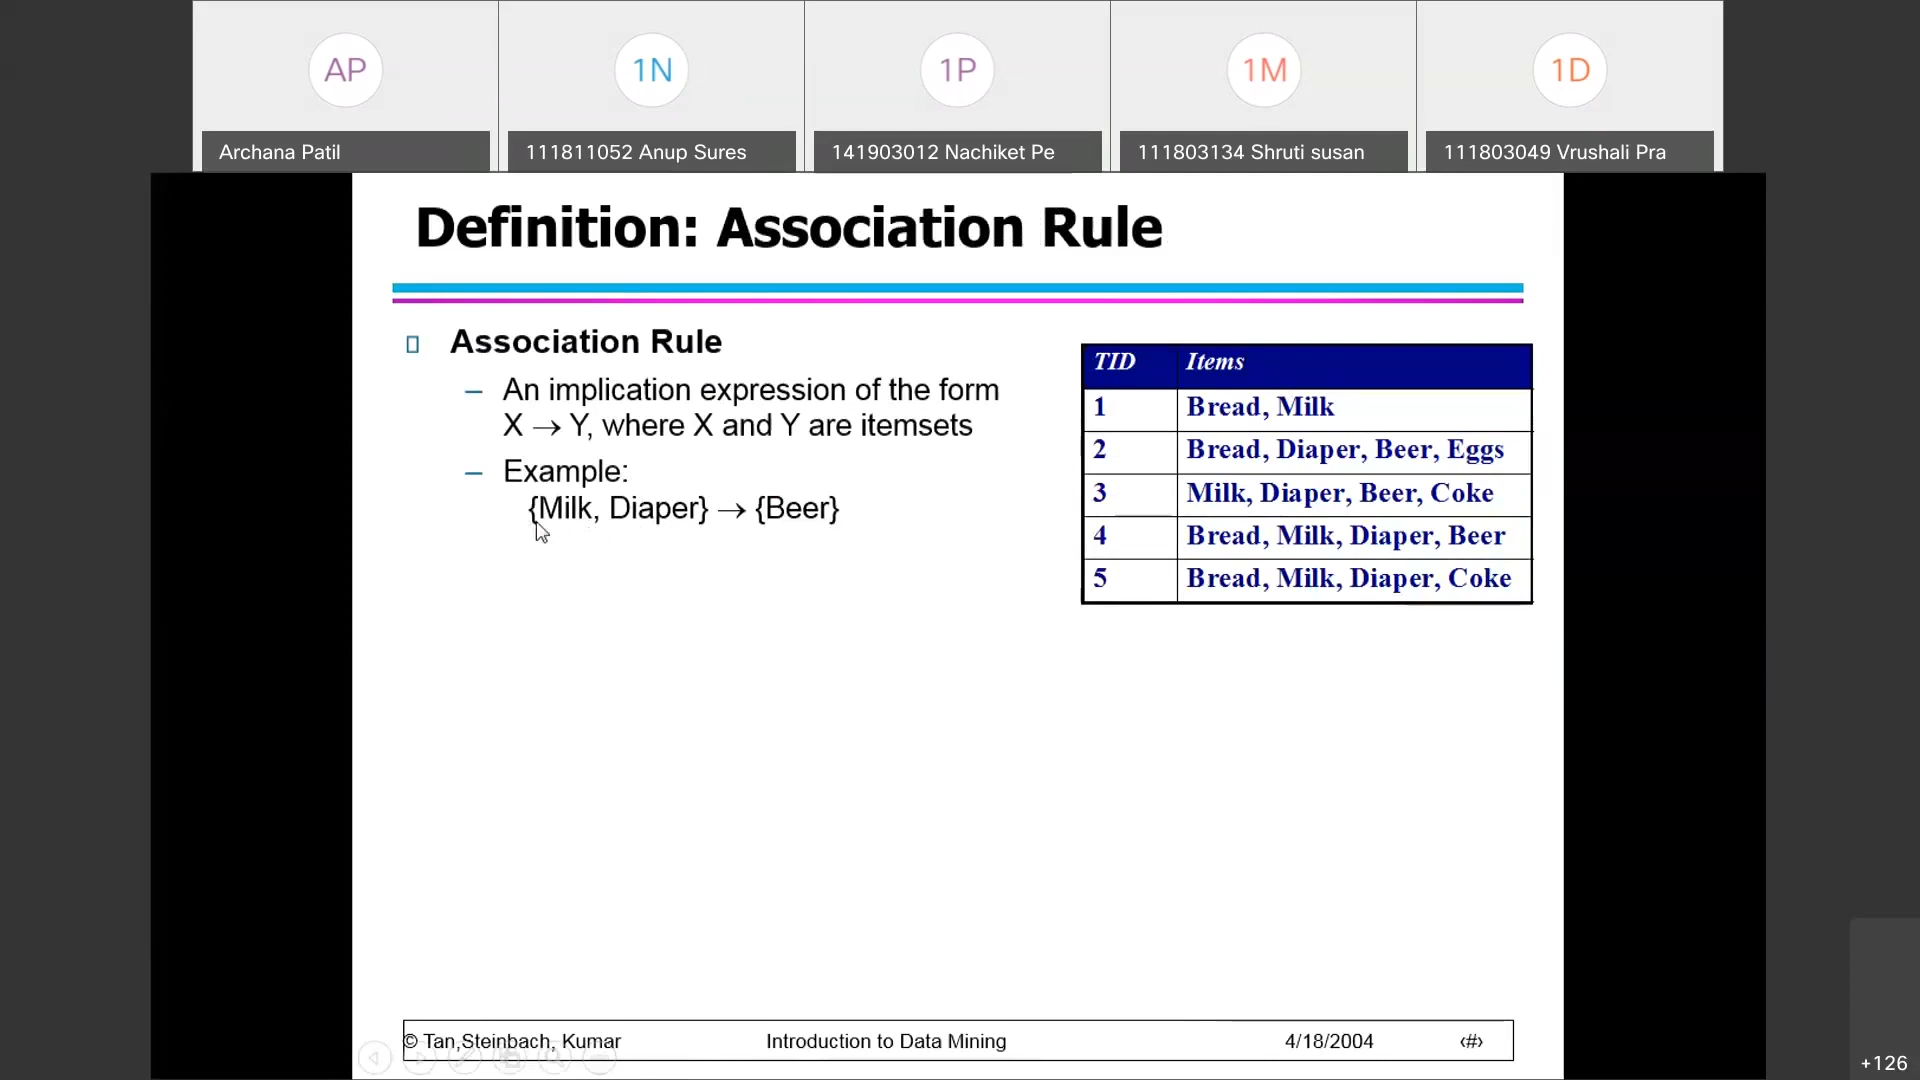 AP
1N
1P
1M
1D
Archana Patil
111811052 Anup Sures
141903012 Nachiket Pe
111803134 Shruti susan
111803049 Vrushali Pra
Definition: Association Rule
Association Rule
– An implication expression of the form
X → Y, where X and Y are itemsets
– Example:
{Milk, Diaper} → {Beer}
TID Items
1 Bread, Milk
2 Bread, Diaper, Beer, Eggs
3 Milk, Diaper, Beer, Coke
4 Bread, Milk, Diaper, Beer
5 Bread, Milk, Diaper, Coke
© Tan,Steinbach, Kumar Introduction to Data Mining 4/18/2004 ‹#›
+126